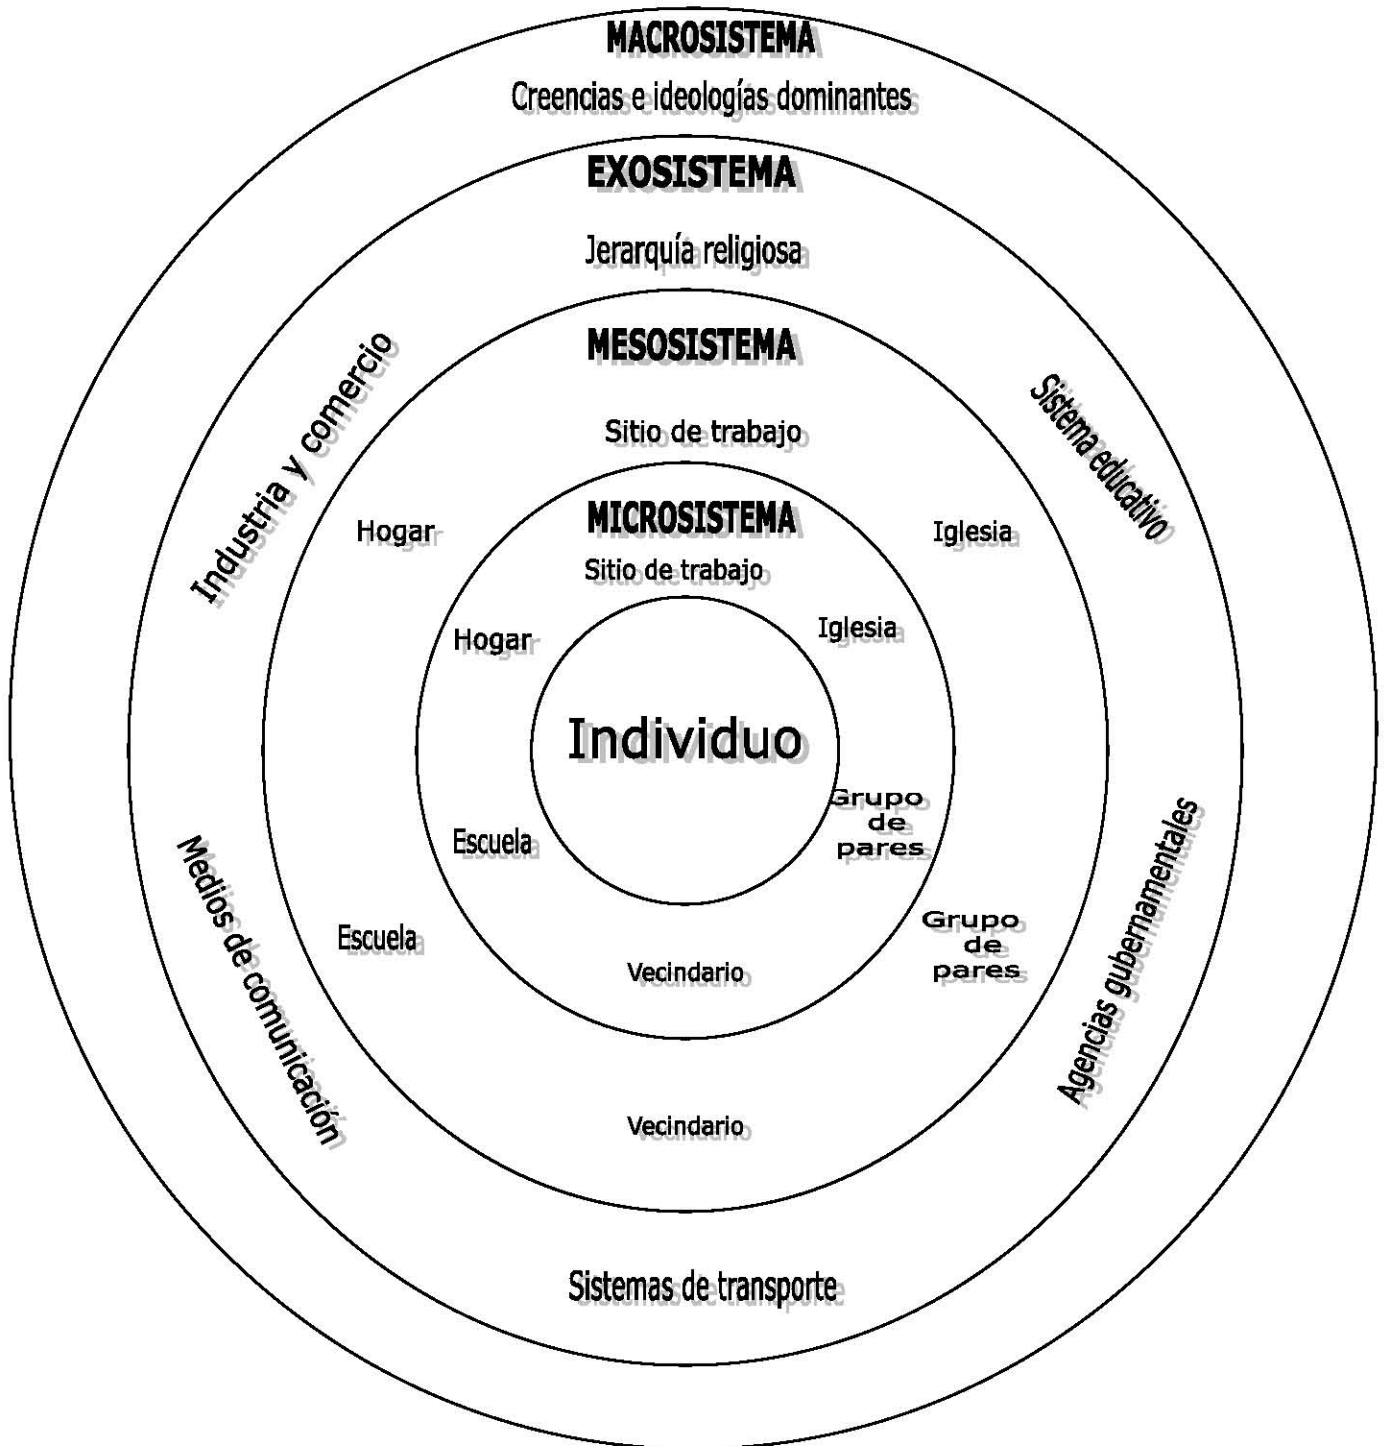 MACROSISTEMA
Creencias e ideologías dominantes
EXOSISTEMA
Jerarquía religiosa
Industria y comercio
Sistema educativo
MESOSISTEMA
Sitio de trabajo
Hogar
Iglesia
MICROSISTEMA
Sitio de trabajo
Hogar
Iglesia
Individuo
Escuela
Grupo
de
pares
Medios de comunicación
Agencias gubernamentales
Escuela
Grupo
de
pares
Vecindario
Vecindario
Sistemas de transporte